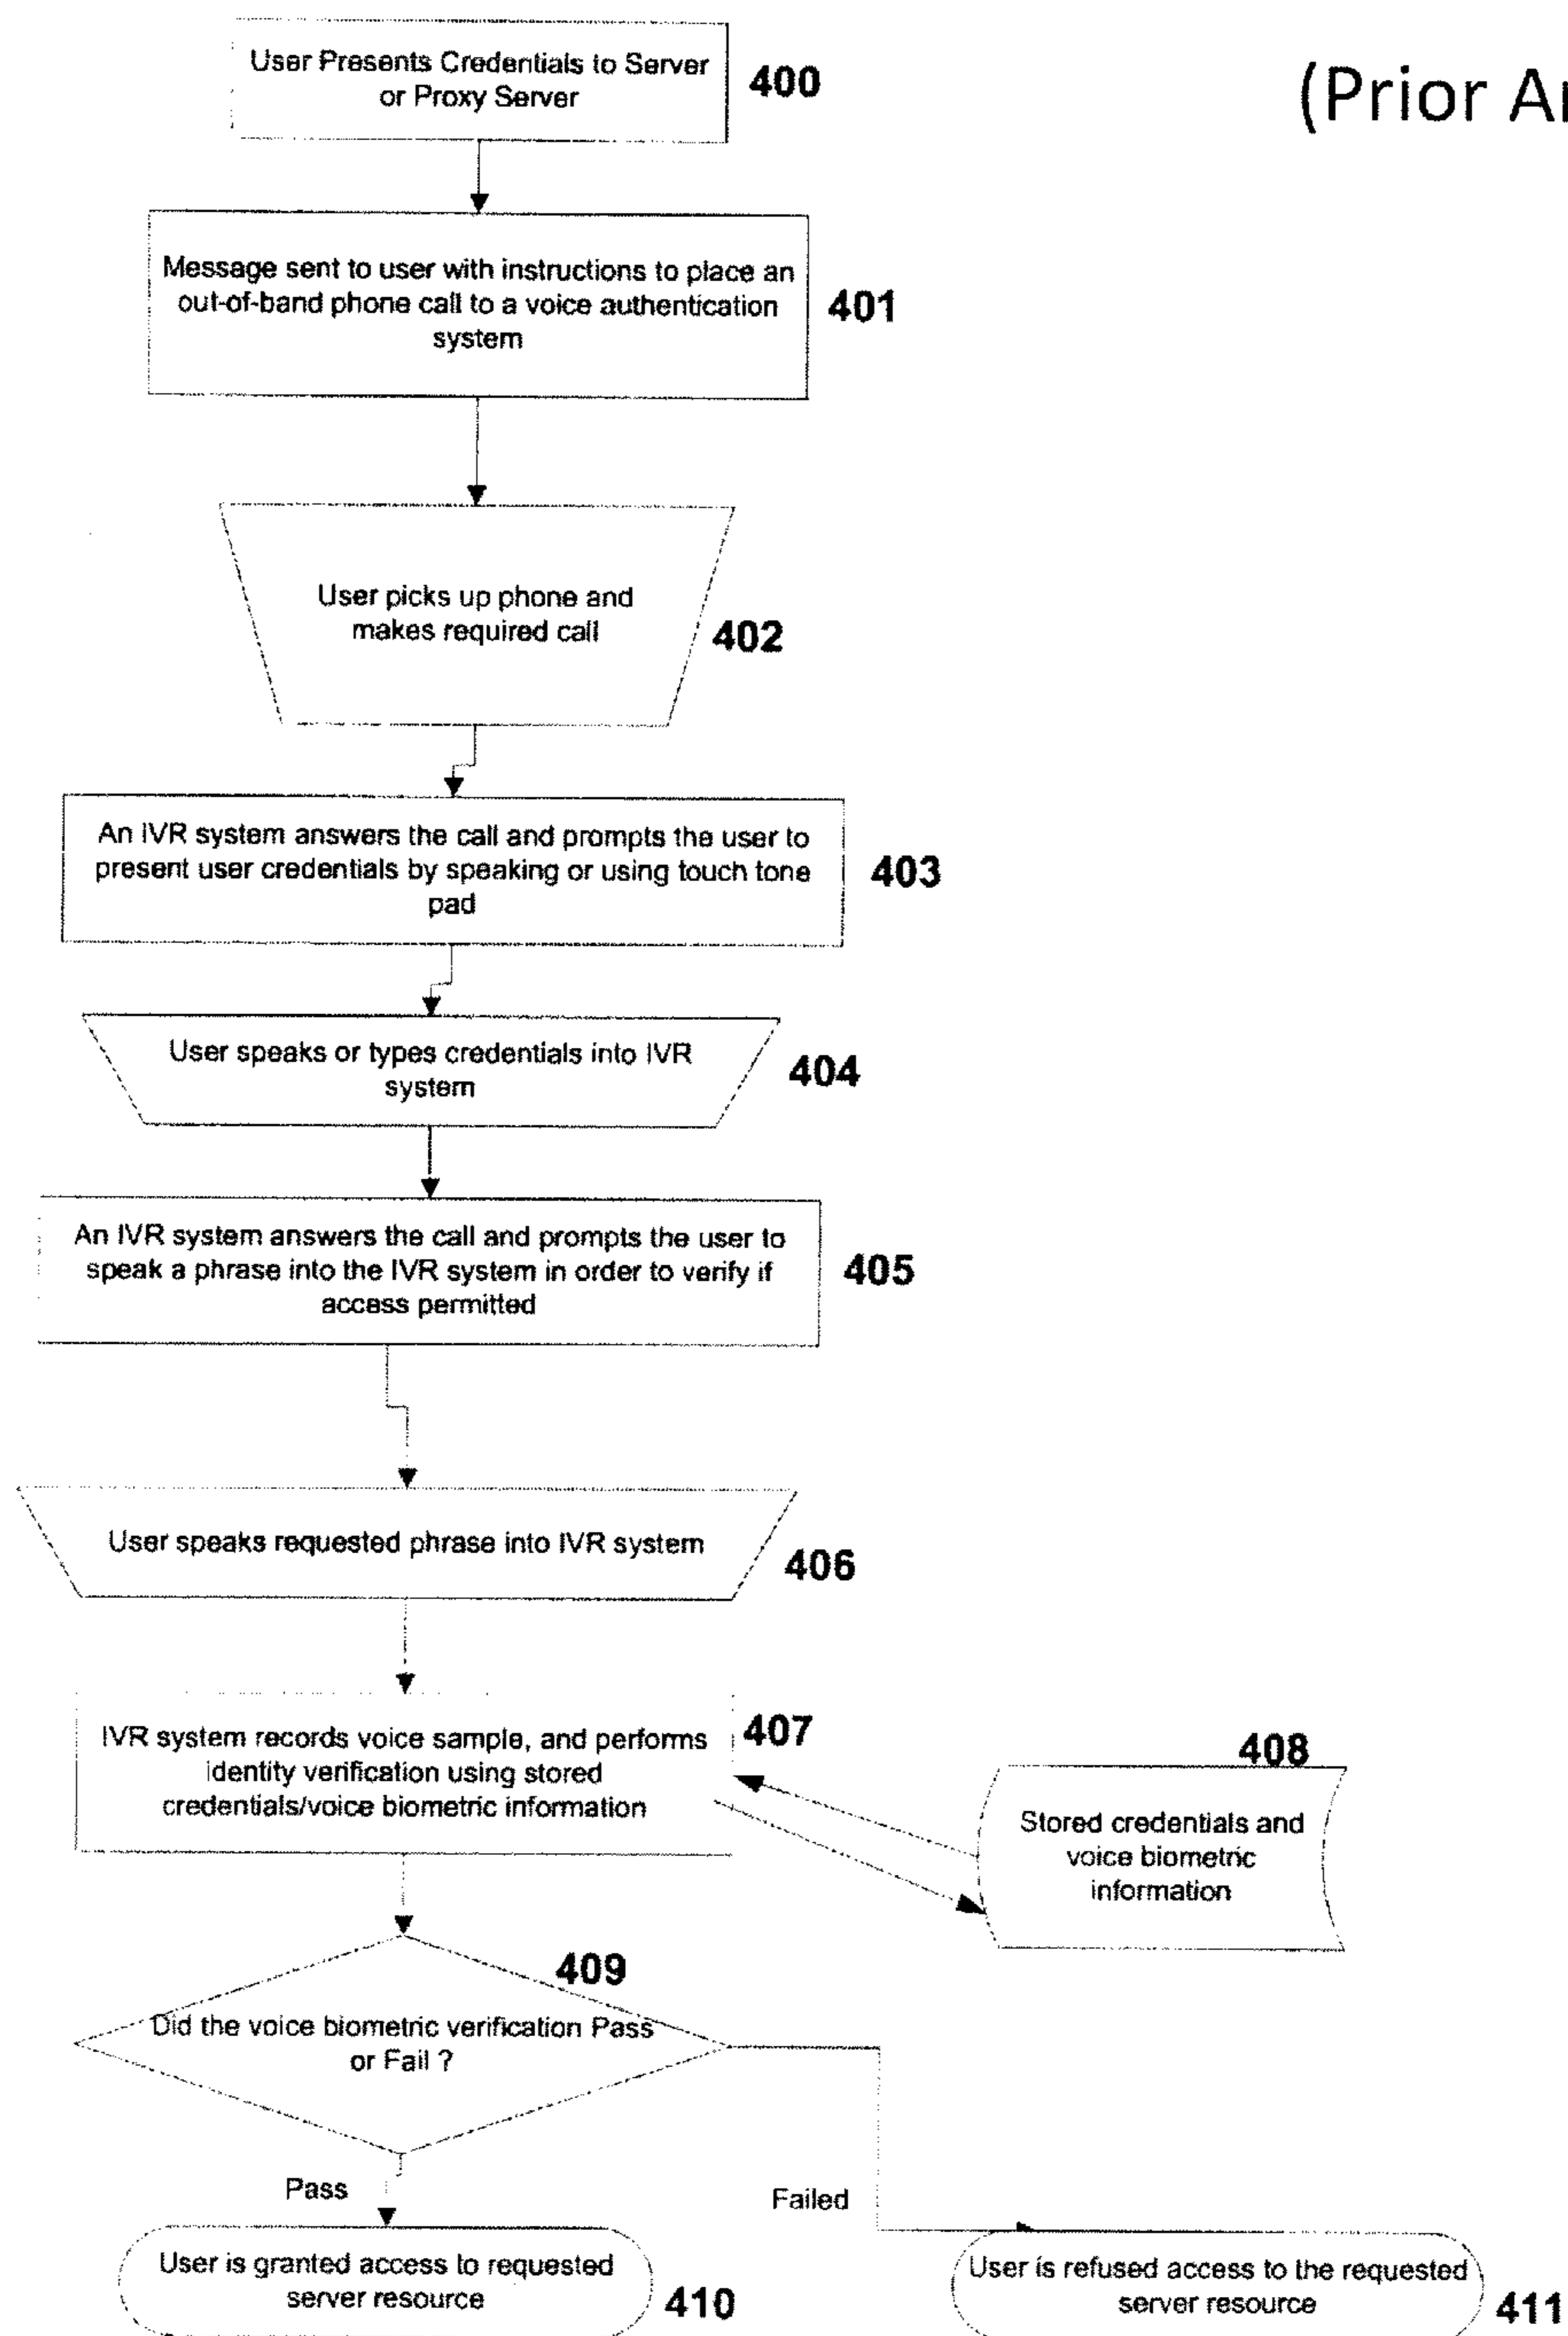 User Presents Credentials to Server
or Proxy Server
400
(Prior
Message sent to user with instructions to place an
out-of-band phone call to a voice authentication
system
401
User picks up phone and
makes required call
402
An IVR system answers the call and prompts the user to
present user credentials by speaking or using touch tone
pad
403
User speaks or types credentials into IVR
system
404
An IVR system answers the call and prompts the user to
speak a phrase into the IVR system in order to verify if
access permitted
405
User speaks requested phrase into IVR system
406
IVR system records voice sample, and performs
identity verification using stored
credentials/voice biometric information
407
408
Stored credentials and
voice biometric
information
409
Did the voice biometric verification Pass
or Fail ?
Pass
Failed
User is granted access to requested
server resource
410
User is refused access to the requested
server resource
411